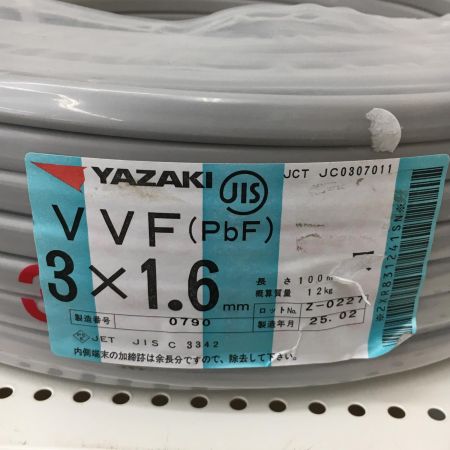 YAZAKI JIS JCT JC0307011
VVF(PbF)
3×1.6mm
長さ 100m
概算質量 12kg
ロットNo. Z-0227
製造番号 0790 製造年月 25.02
JET JIS C 3342
内側端末の加締跡は余長分ですので、除去して下さい。